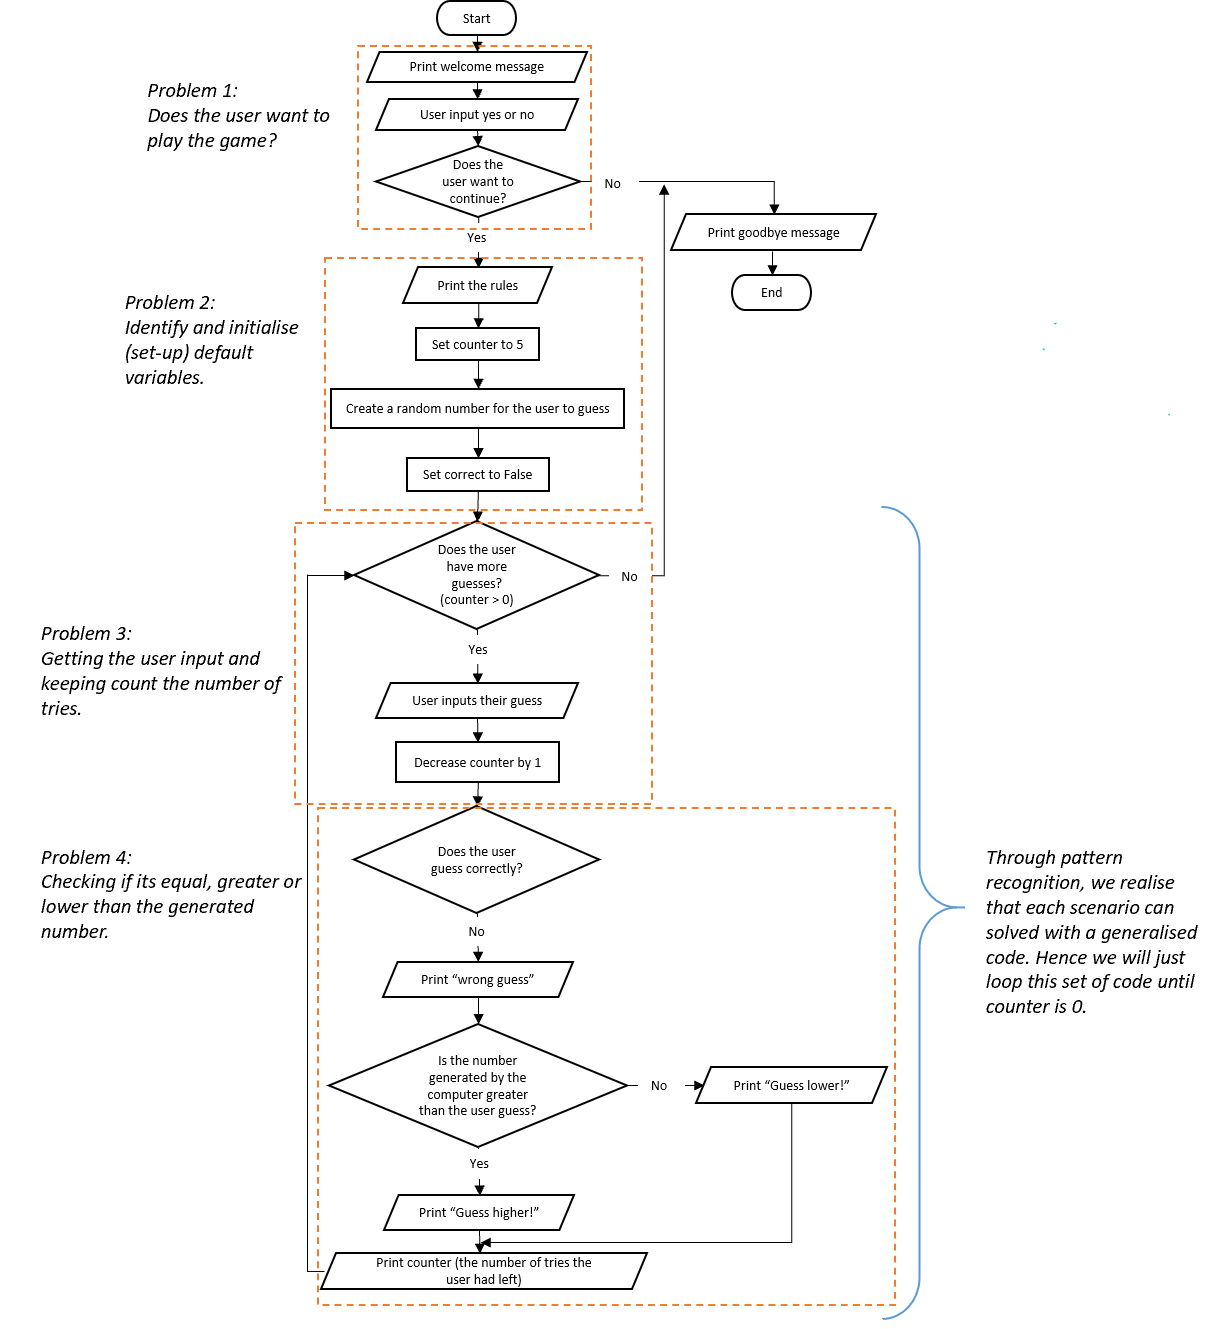 Start
Print welcome message
Problem 1:
Does the user want to
play the game?
User input yes or no
Does the
user want to
continue?
No
Yes
Print goodbye message
End
Problem 2:
Identify and initialise
(set-up) default
variables.
Print the rules
Set counter to 5
Create a random number for the user to guess
Set correct to False
Does the user
have more
guesses?
(counter > 0)
No
Yes
Problem 3:
Getting the user input and
keeping count the number of
tries.
User inputs their guess
Decrease counter by 1
Problem 4:
Checking if its equal, greater or
lower than the generated
number.
Does the user
guess correctly?
No
Print “wrong guess”
Is the number
generated by the
computer greater
than the user guess?
No
Print “Guess lower!”
Yes
Print “Guess higher!”
Print counter (the number of tries the
user had left)
Through pattern
recognition, we realise
that each scenario can
solved with a generalised
code. Hence we will just
loop this set of code until
counter is 0.